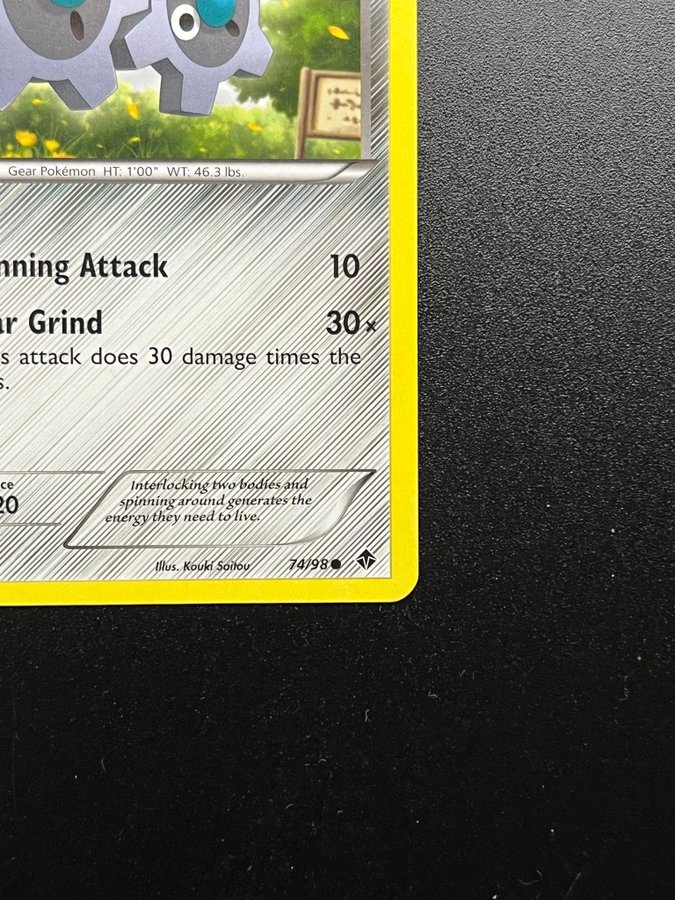 Gear Pokémon HT: 1'00" WT: 46.3 lbs.
nning Attack 10
ar Grind 30×
s attack does 30 damage times the
s.
ce
20
Interlocking two bodies and
spinning around generates the
energy they need to live.
Illus. Kouki Saitou 74/98